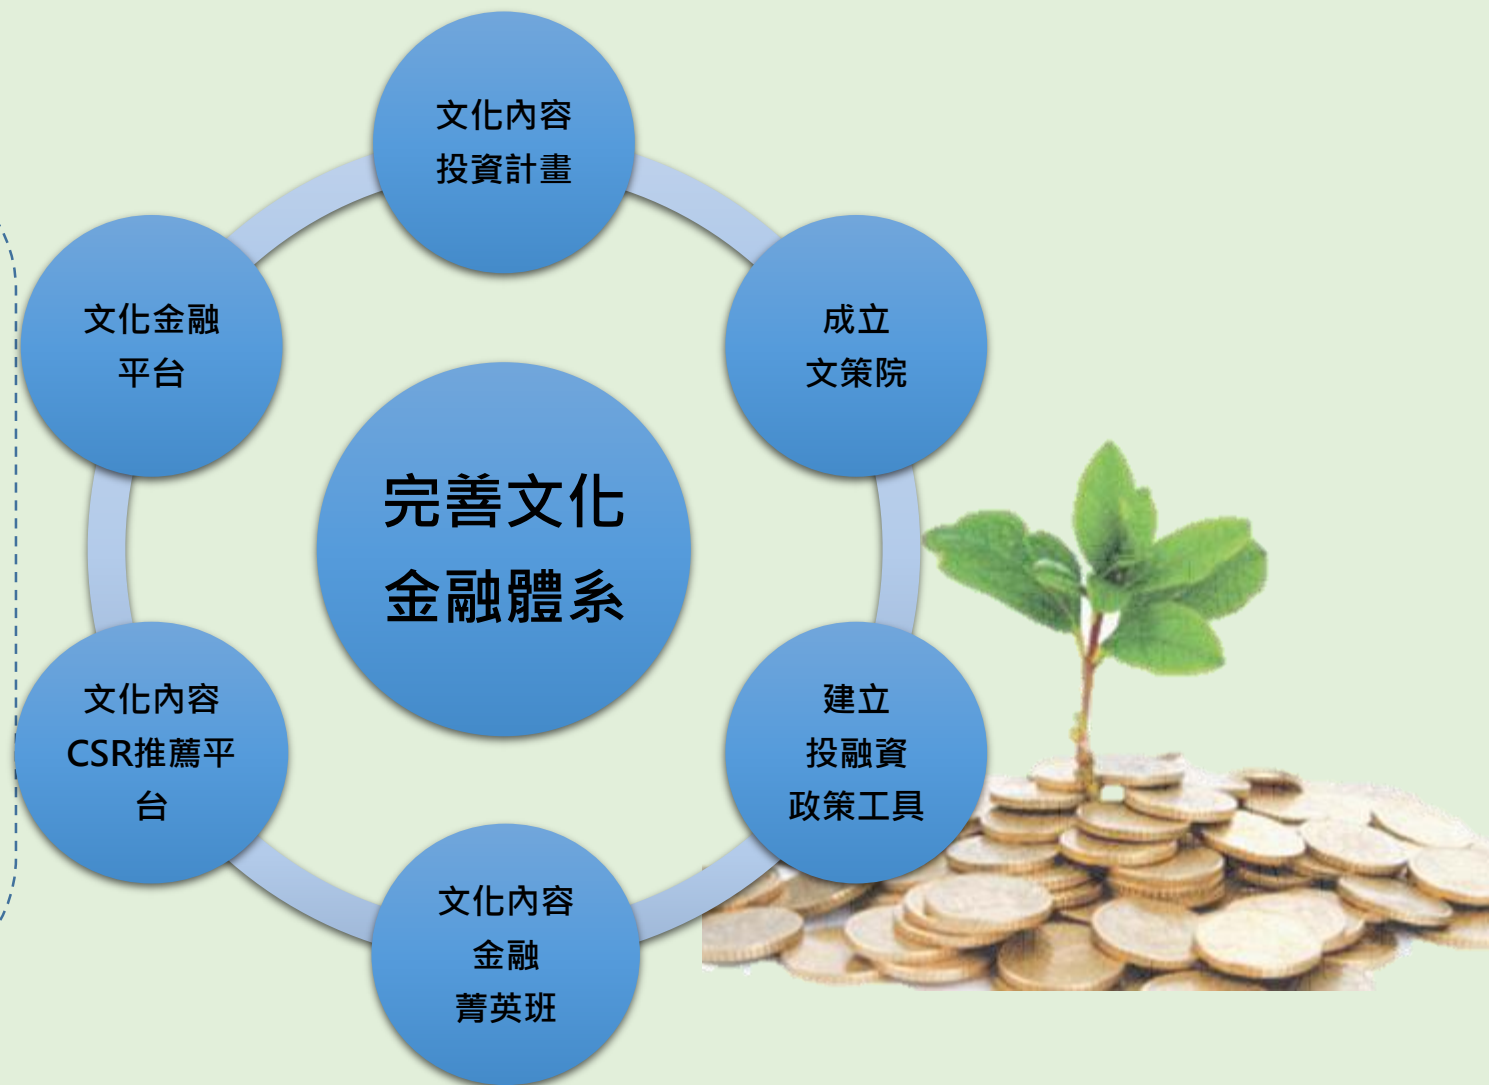 文化內容
投資計畫
成立
文策院
建立
投融資
政策工具
文化內容
金融
菁英班
文化內容
CSR推薦平
台
文化金融
平台
完善文化
金融體系